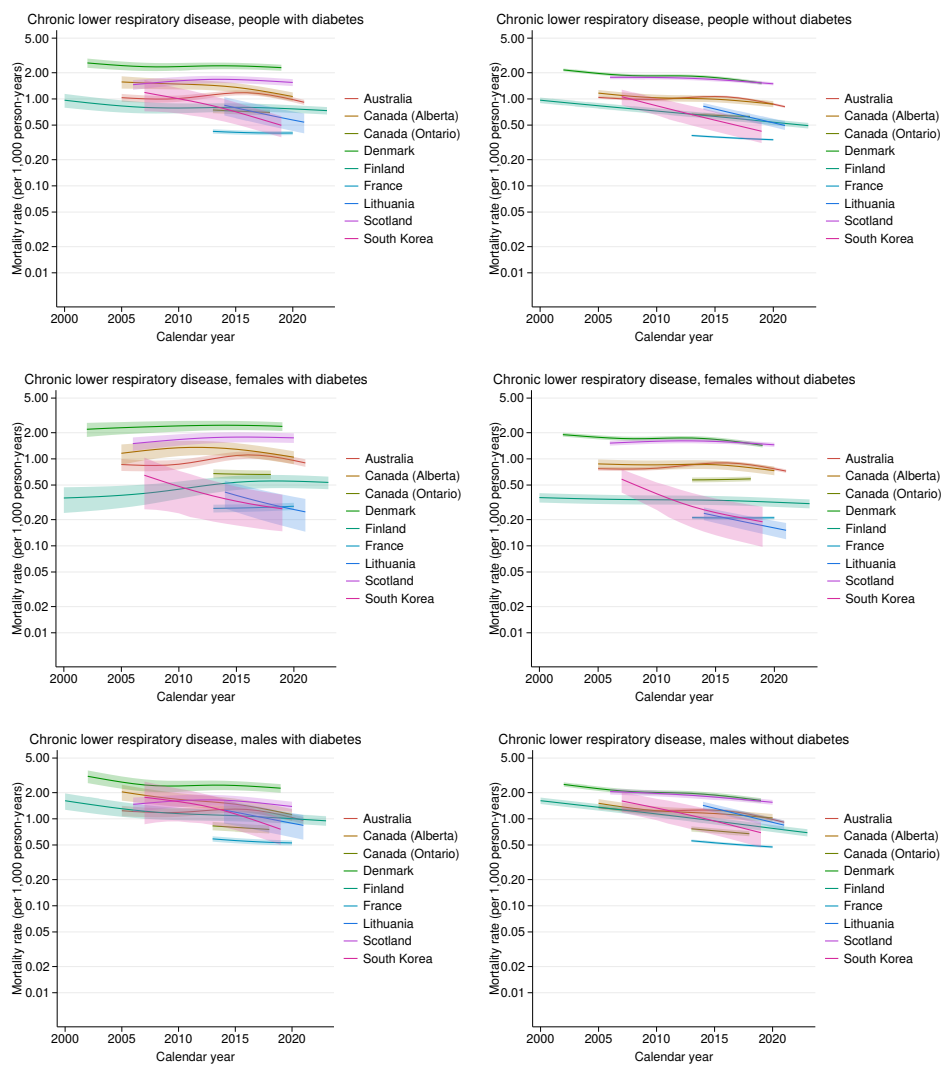 Chronic lower respiratory disease, people with diabetes
5.00
2.00
1.00
0.50
0.20
0.10
0.05
0.02
0.01
Mortality rate (per 1,000 person-years)
2000 2005 2010 2015 2020
Calendar year
Australia
Canada (Alberta)
Canada (Ontario)
Denmark
Finland
France
Lithuania
Scotland
South Korea
Chronic lower respiratory disease, people without diabetes
5.00
2.00
1.00
0.50
0.20
0.10
0.05
0.02
0.01
Mortality rate (per 1,000 person-years)
2000 2005 2010 2015 2020
Calendar year
Australia
Canada (Alberta)
Canada (Ontario)
Denmark
Finland
France
Lithuania
Scotland
South Korea
Chronic lower respiratory disease, females with diabetes
5.00
2.00
1.00
0.50
0.20
0.10
0.05
0.02
0.01
Mortality rate (per 1,000 person-years)
2000 2005 2010 2015 2020
Calendar year
Australia
Canada (Alberta)
Canada (Ontario)
Denmark
Finland
France
Lithuania
Scotland
South Korea
Chronic lower respiratory disease, females without diabetes
5.00
2.00
1.00
0.50
0.20
0.10
0.05
0.02
0.01
Mortality rate (per 1,000 person-years)
2000 2005 2010 2015 2020
Calendar year
Australia
Canada (Alberta)
Canada (Ontario)
Denmark
Finland
France
Lithuania
Scotland
South Korea
Chronic lower respiratory disease, males with diabetes
5.00
2.00
1.00
0.50
0.20
0.10
0.05
0.02
0.01
Mortality rate (per 1,000 person-years)
2000 2005 2010 2015 2020
Calendar year
Australia
Canada (Alberta)
Canada (Ontario)
Denmark
Finland
France
Lithuania
Scotland
South Korea
Chronic lower respiratory disease, males without diabetes
5.00
2.00
1.00
0.50
0.20
0.10
0.05
0.02
0.01
Mortality rate (per 1,000 person-years)
2000 2005 2010 2015 2020
Calendar year
Australia
Canada (Alberta)
Canada (Ontario)
Denmark
Finland
France
Lithuania
Scotland
South Korea